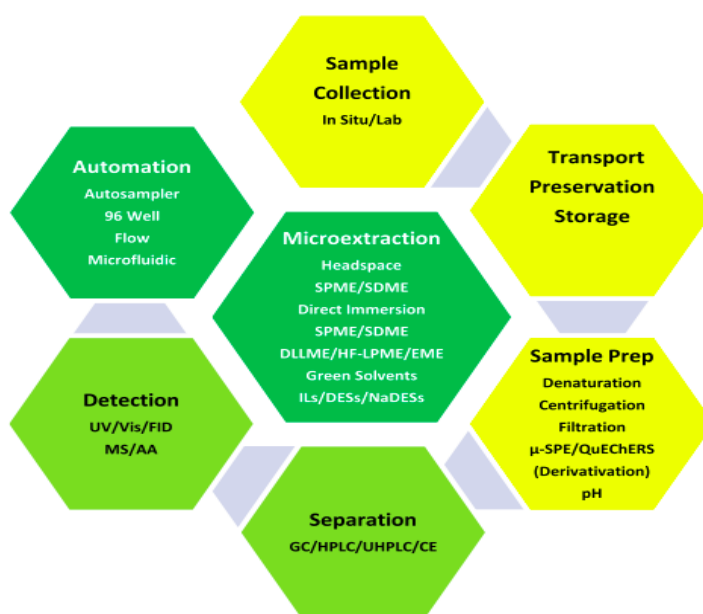 Sample
Collection
In Situ/Lab
Transport
Preservation
Storage
Automation
Autosampler
96 Well
Flow
Microfluidic
Microextraction
Headspace
SPME/SDME
Direct Immersion
SPME/SDME
DLLME/HF-LPME/EME
Green Solvents
ILs/DESs/NaDESs
Sample Prep
Denaturation
Centrifugation
Filtration
µ-SPE/QuEChERS
(Derivativation)
pH
Detection
UV/Vis/FID
MS/AA
Separation
GC/HPLC/UHPLC/CE